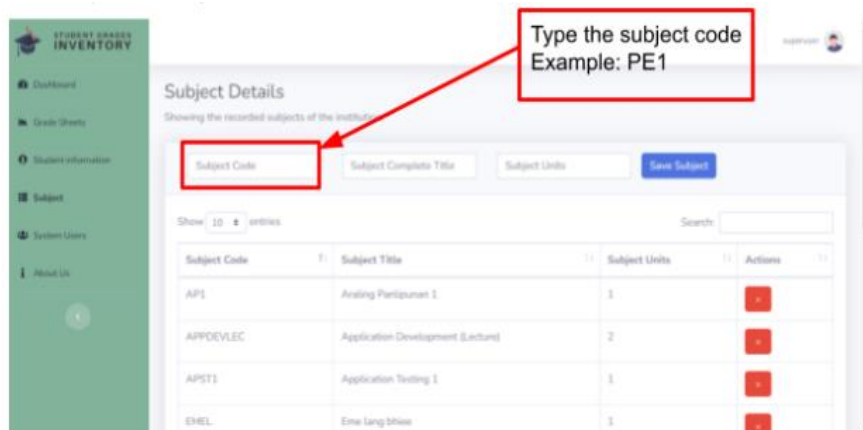 STUDENT GRADES
INVENTORY
Type the subject code
Example: PE1
superuser
Dashboard
Grade Sheets
Student information
Subject
System Users
About Us
Subject Details
Showing the recorded subjects of the institution
Subject Code
Subject Complete Title
Subject Units
Save Subject
Show 10 entries
Search:
Subject Code
Subject Title
Subject Units
Actions
AP1
Araling Panlipunan 1
1
APPDEVLEC
Application Development (Lecture)
2
APST1
Application Testing 1
1
EMEL
Eme lang bhiee
1